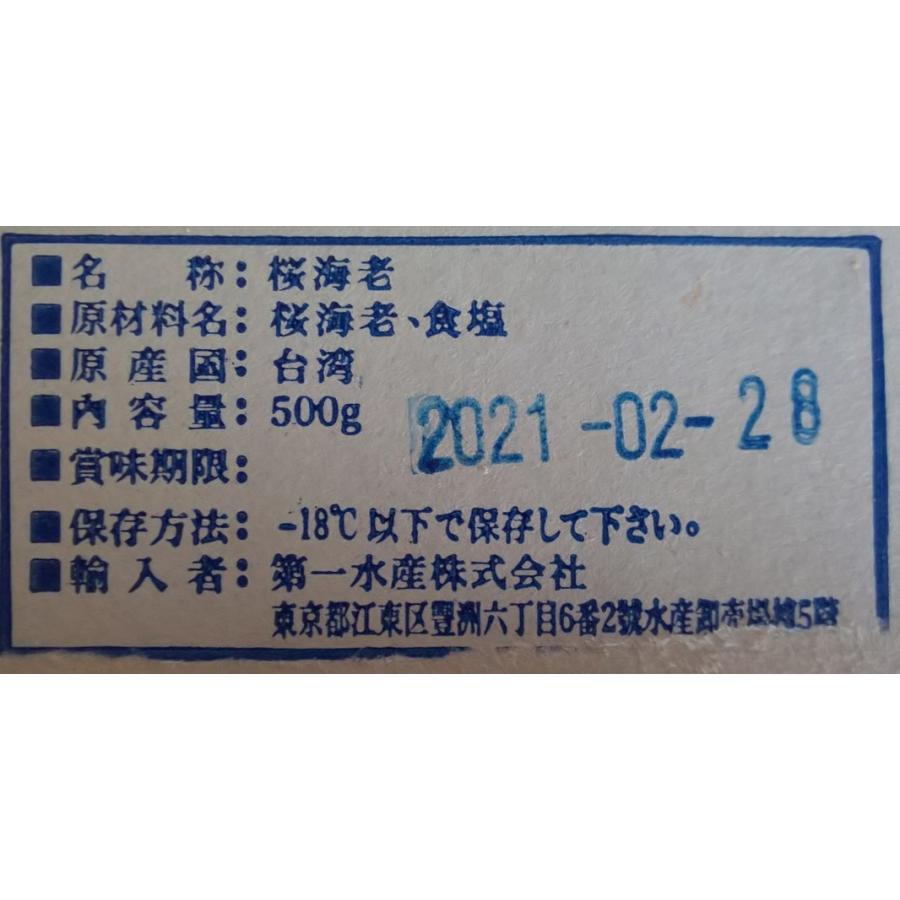 ■名称：桜海老
■原材料名：桜海老、食塩
■原産國：台湾
■內容量：500g
2021-02-28
■賞味期限：
■保存方法：-18℃以下で保存して下さい。
■輸入者：第一水産株式会社
東京都江東区豐洲六丁目6番2號水産卸売場棟5階